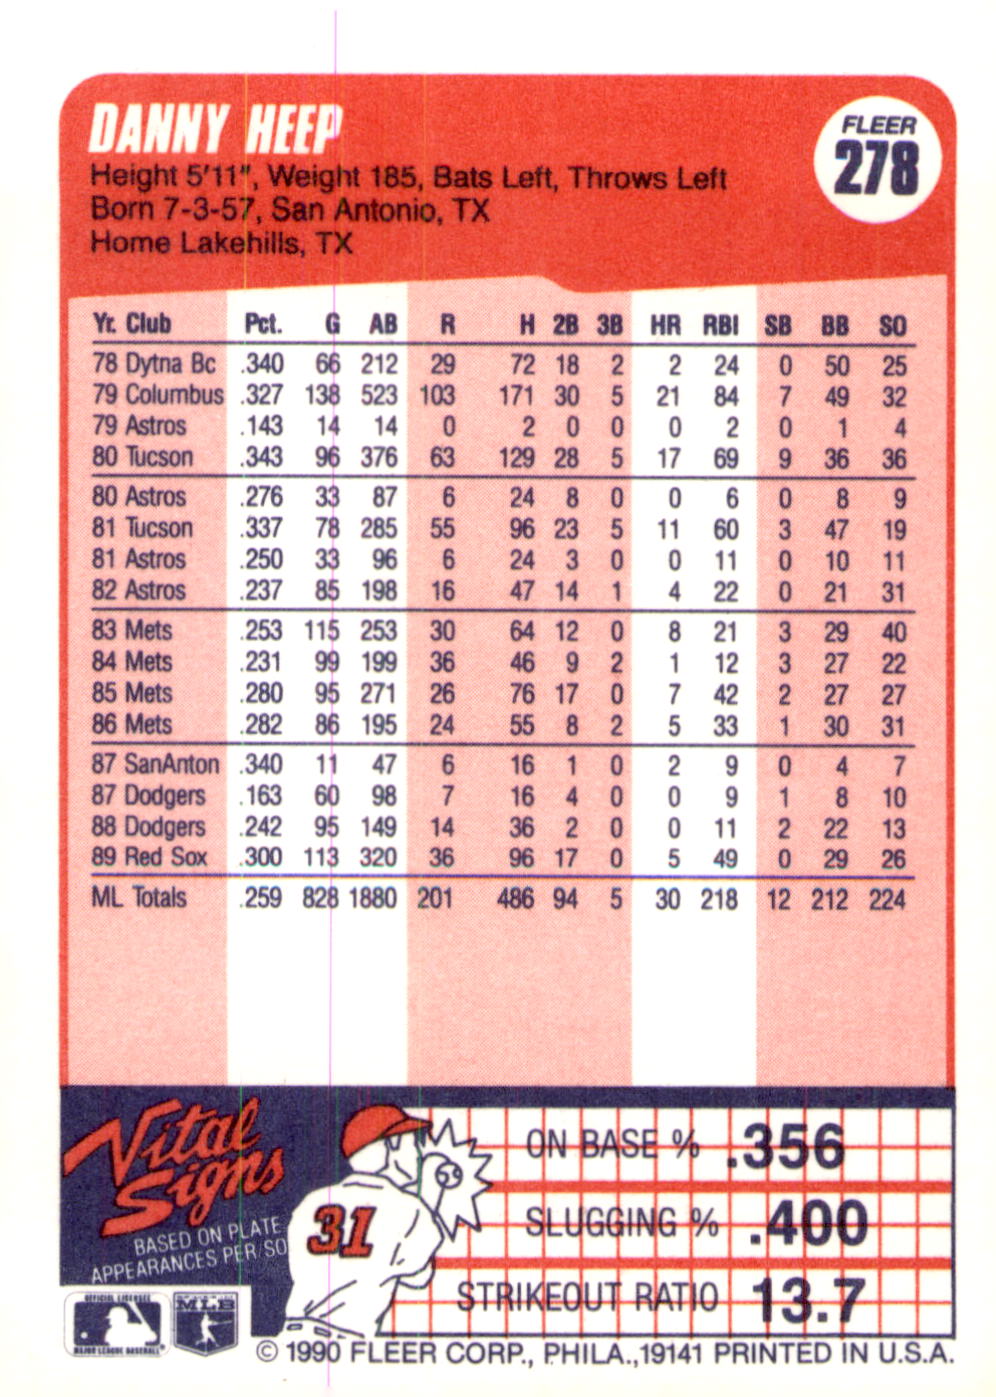 DANNY HEEP
FLEER
278
Height 5'11", Weight 185, Bats Left, Throws Left
Born 7-3-57, San Antonio, TX
Home Lakehills, TX
Yr. Club Pct. G AB R H 2B 3B HR RBI SB BB SO
78 Dytna Bc .340 66 212 29 72 18 2 2 24 0 50 25
79 Columbus .327 138 523 103 171 30 5 21 84 7 49 32
79 Astros .143 14 14 0 2 0 0 0 2 0 1 4
80 Tucson .343 96 376 63 129 28 5 17 69 9 36 36
80 Astros .276 33 87 6 24 8 0 0 6 0 8 9
81 Tucson .337 78 285 55 96 23 5 11 60 3 47 19
81 Astros .250 33 96 6 24 3 0 0 11 0 10 11
82 Astros .237 85 198 16 47 14 1 4 22 0 21 31
83 Mets .253 115 253 30 64 12 0 8 21 3 29 40
84 Mets .231 99 199 36 46 9 2 1 12 3 27 22
85 Mets .280 95 271 26 76 17 0 7 42 2 27 27
86 Mets .282 86 195 24 55 8 2 5 33 1 30 31
87 SanAnton .340 11 47 6 16 1 0 2 9 0 4 7
87 Dodgers .163 60 98 7 16 4 0 0 9 1 8 10
88 Dodgers .242 95 149 14 36 2 0 0 11 2 22 13
89 Red Sox .300 113 320 36 96 17 0 5 49 0 29 26
ML Totals .259 828 1880 201 486 94 5 30 218 12 212 224
Vital
Signs
BASED ON PLATE
APPEARANCES PER SO
31
ON BASE % .356
SLUGGING % .400
STRIKEOUT RATIO 13.7
OFFICIAL LICENSEE
MAJOR LEAGUE BASEBALL
MLB
© 1990 FLEER CORP., PHILA.,19141 PRINTED IN U.S.A.